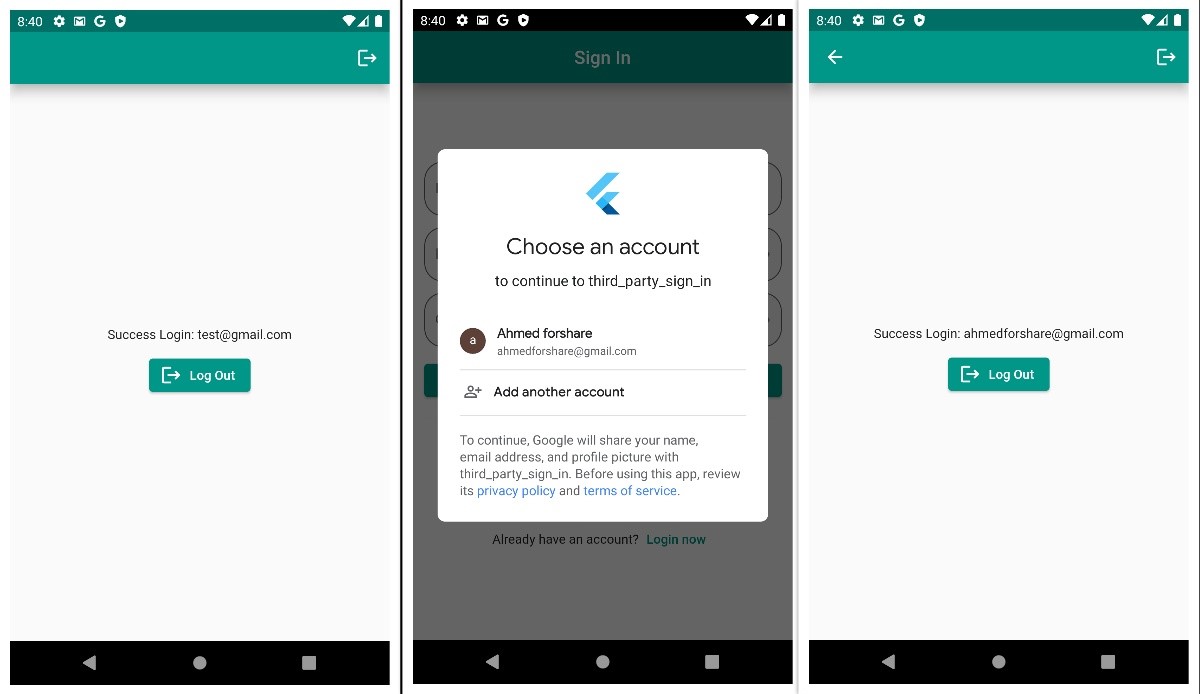 8:40
Success Login: test@gmail.com
Log Out
8:40
Sign In
Choose an account
to continue to third_party_sign_in
a
Ahmed forshare
ahmedforshare@gmail.com
Add another account
To continue, Google will share your name,
email address, and profile picture with
third_party_sign_in. Before using this app, review
its privacy policy and terms of service.
Already have an account? Login now
8:40
Success Login: ahmedforshare@gmail.com
Log Out